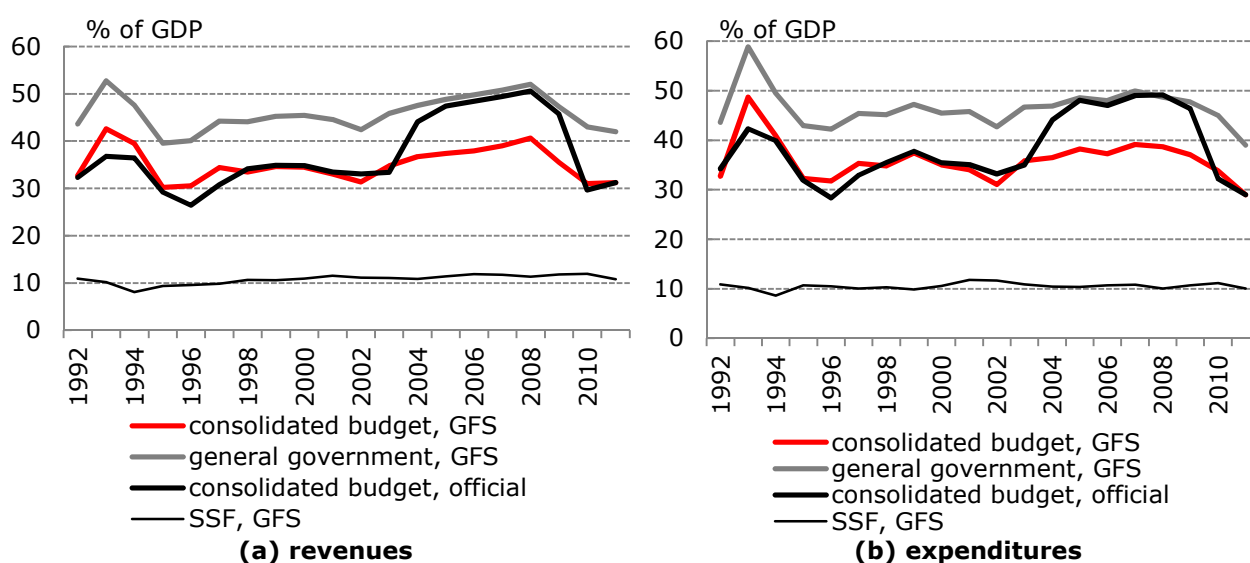 % of GDP
60
50
40
30
20
10
0
1992
1994
1996
1998
2000
2002
2004
2006
2008
2010
consolidated budget, GFS
general government, GFS
consolidated budget, official
SSF, GFS
(a) revenues
% of GDP
60
50
40
30
20
10
0
1992
1994
1996
1998
2000
2002
2004
2006
2008
2010
consolidated budget, GFS
general government, GFS
consolidated budget, official
SSF, GFS
(b) expenditures